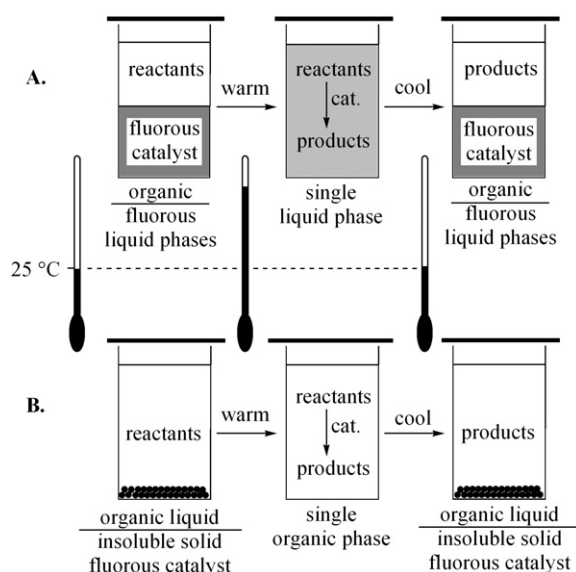 A.
reactants
fluorous
catalyst
organic
fluorous
liquid phases
warm
reactants
cat.
products
single
liquid phase
cool
products
fluorous
catalyst
organic
fluorous
liquid phases
25 °C
B.
reactants
organic liquid
insoluble solid
fluorous catalyst
warm
reactants
cat.
products
single
organic phase
cool
products
organic liquid
insoluble solid
fluorous catalyst